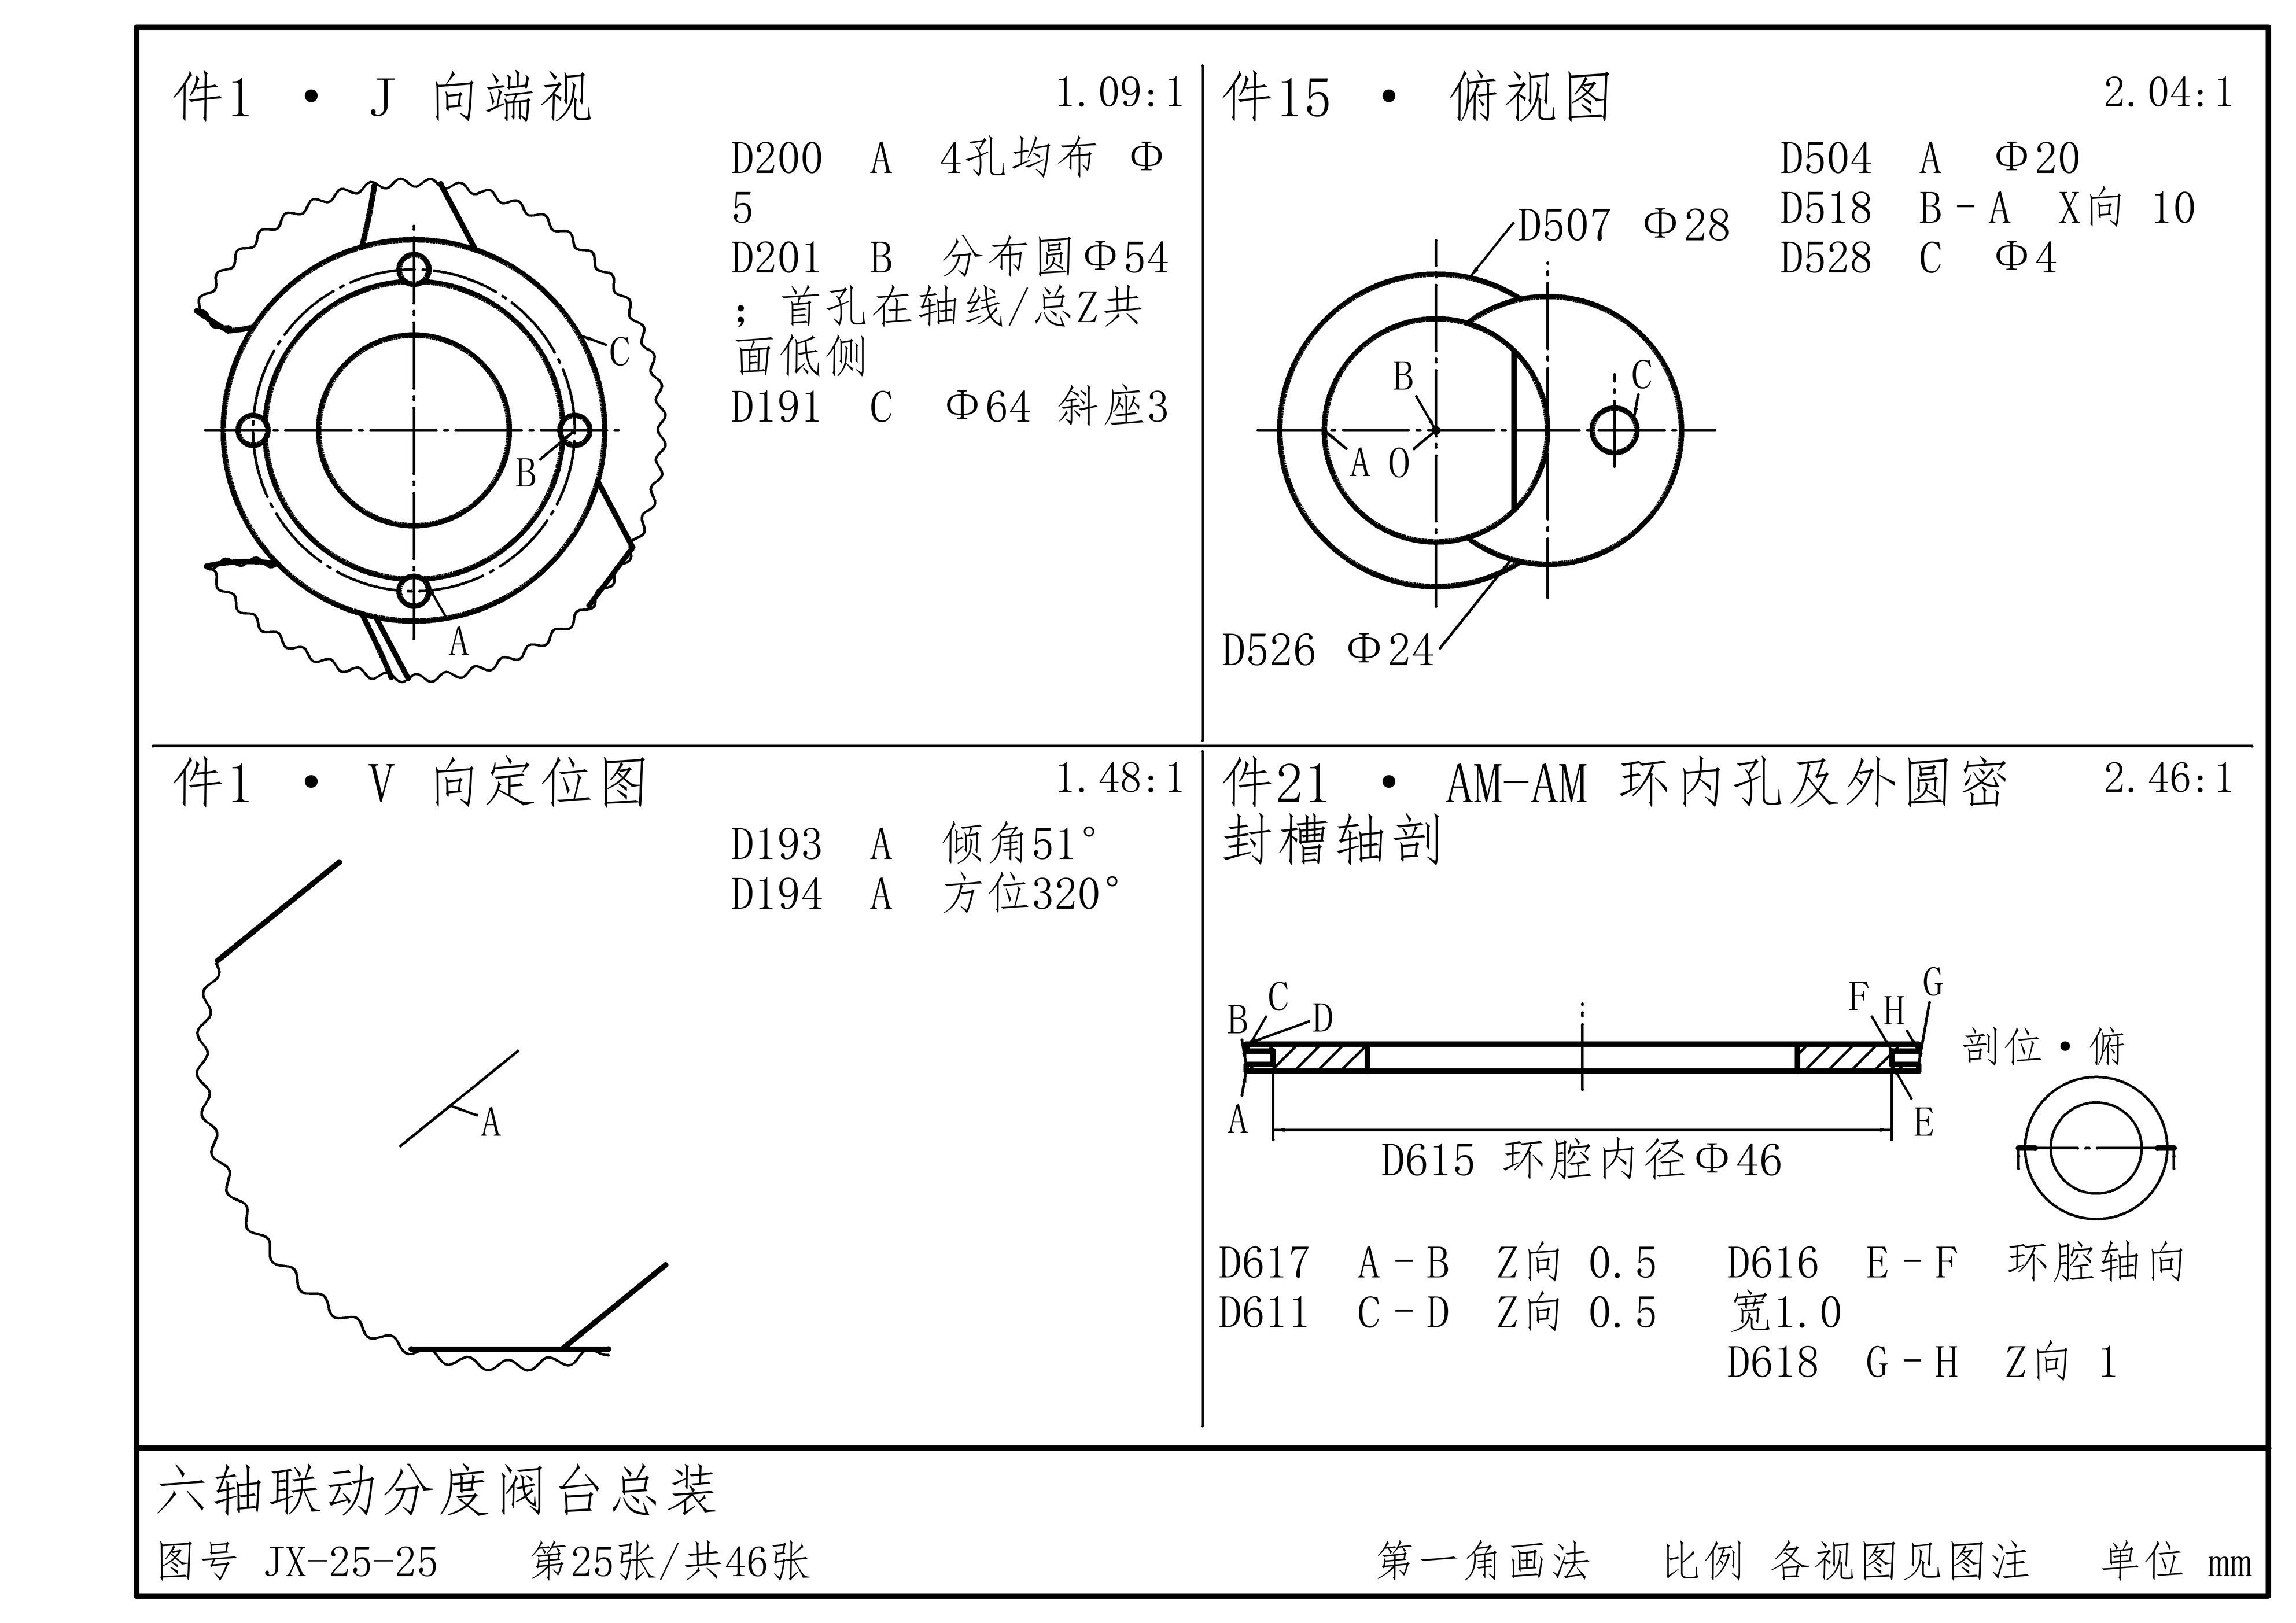 件1 · J 向端视
1.09:1
D200 A 4孔均布 Φ
5
D201 B 分布圆Φ54
；首孔在轴线/总Z共
面低侧
D191 C Φ64 斜座3
C
B
A
件15 · 俯视图
2.04:1
D504 A Φ20
D518 B-A X向 10
D528 C Φ4
D507 Φ28
B
C
A O
D526 Φ24
件1 · V 向定位图
1.48:1
D193 A 倾角51°
D194 A 方位320°
A
件21 · AM-AM 环内孔及外圆密
封槽轴剖
2.46:1
B C D
F H G
剖位·俯
A
E
D615 环腔内径Φ46
D617 A-B Z向 0.5
D611 C-D Z向 0.5
D616 E-F 环腔轴向
宽1.0
D618 G-H Z向 1
六轴联动分度阀台总装
图号 JX-25-25 第25张/共46张
第一角画法 比例 各视图见图注 单位 mm